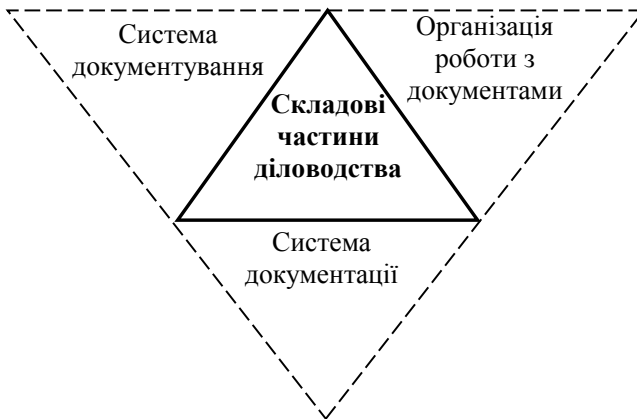 Система
документування
Організація
роботи з
документами
Складові
частини
діловодства
Система
документації